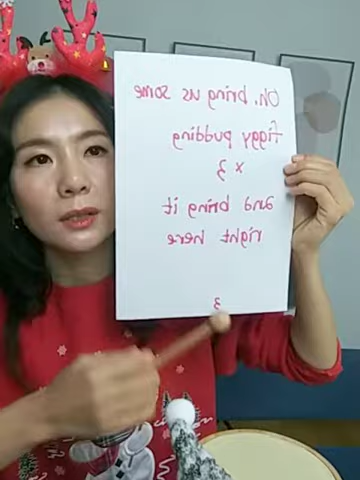 Oh, bring us some
figgy pudding
x 3
and bring it
right here
3